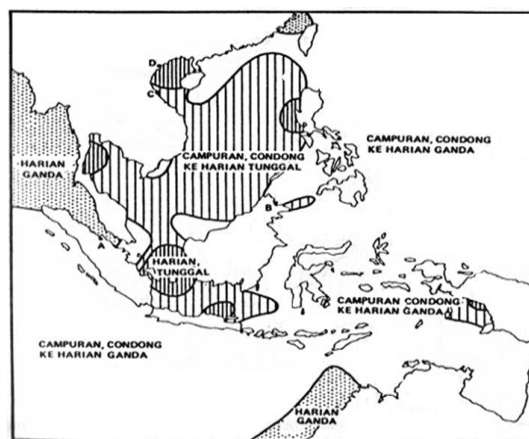 D
C
CAMPURAN, CONDONG
KE HARIAN GANDA
HARIAN
GANDA
CAMPURAN, CONDONG
KE HARIAN TUNGGAL
B
A
HARIAN,
TUNGGAL
CAMPURAN CONDONG
KE HARIAN GANDA
CAMPURAN, CONDONG
KE HARIAN GANDA
HARIAN
GANDA